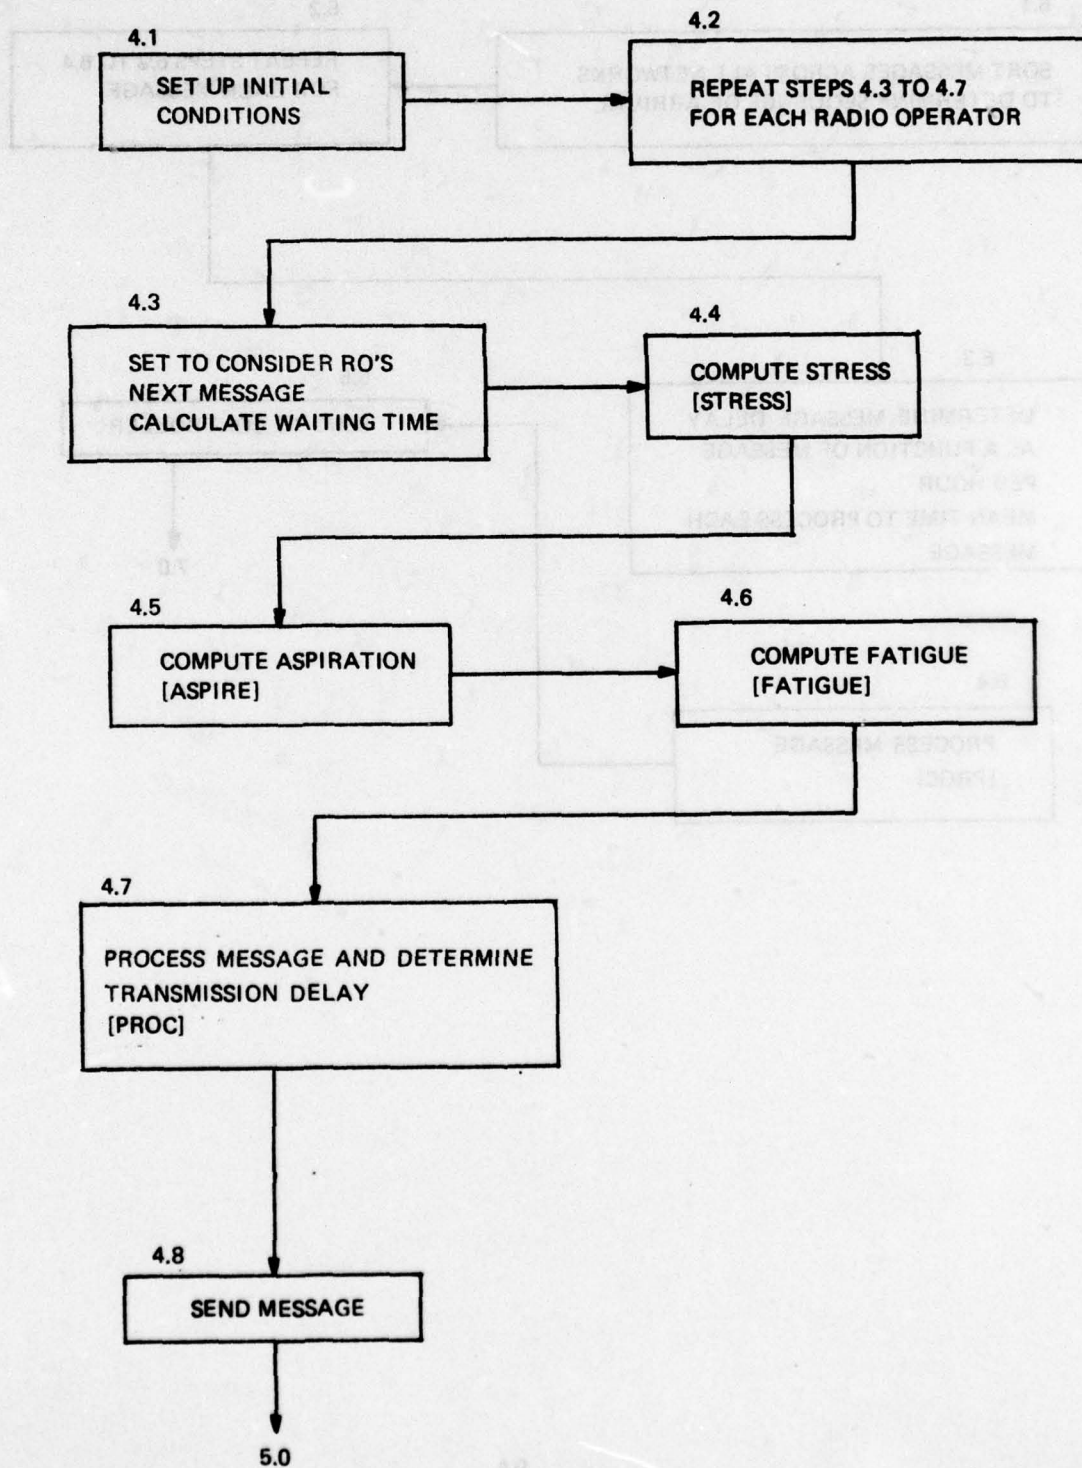 4.1
SET UP INITIAL
CONDITIONS
4.2
REPEAT STEPS 4.3 TO 4.7
FOR EACH RADIO OPERATOR
4.3
SET TO CONSIDER RO'S
NEXT MESSAGE
CALCULATE WAITING TIME
4.4
COMPUTE STRESS
[STRESS]
4.5
COMPUTE ASPIRATION
[ASPIRE]
4.6
COMPUTE FATIGUE
[FATIGUE]
4.7
PROCESS MESSAGE AND DETERMINE
TRANSMISSION DELAY
[PROC]
4.8
SEND MESSAGE
5.0